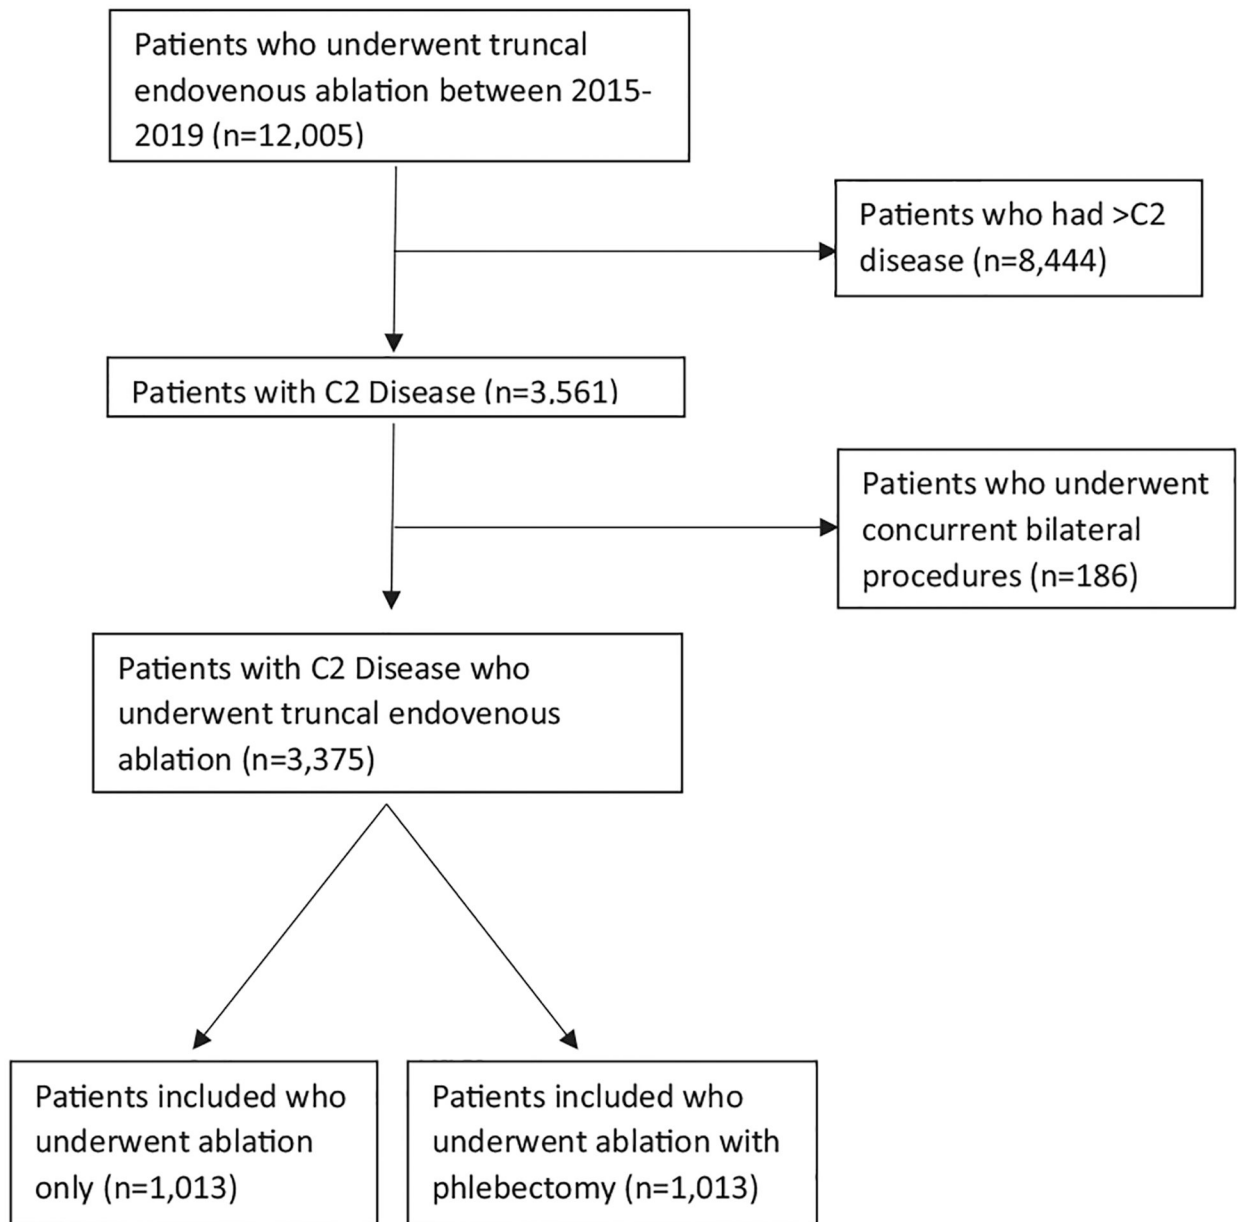 Patients who underwent truncal
endovenous ablation between 2015-
2019 (n=12,005)
Patients who had >C2
disease (n=8,444)
Patients with C2 Disease (n=3,561)
Patients who underwent
concurrent bilateral
procedures (n=186)
Patients with C2 Disease who
underwent truncal endovenous
ablation (n=3,375)
Patients included who
underwent ablation
only (n=1,013)
Patients included who
underwent ablation with
phlebectomy (n=1,013)